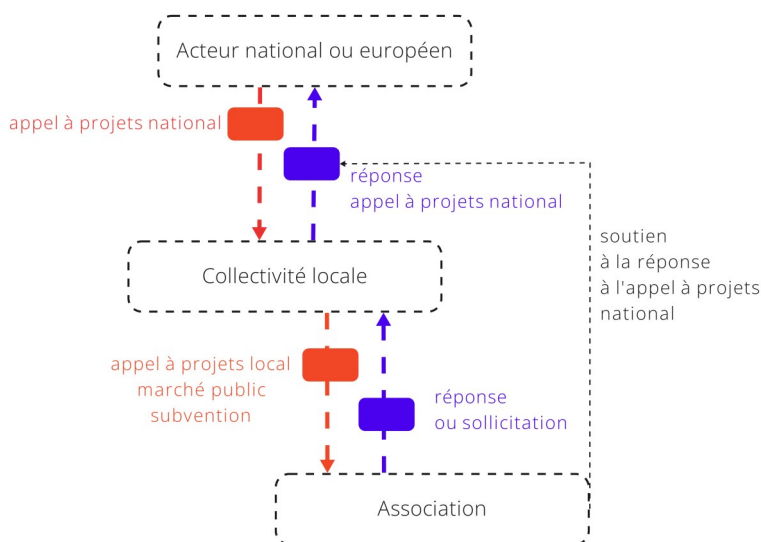 Acteur national ou européen
appel à projets national
réponse
appel à projets national
soutien
à la réponse
à l'appel à projets
national
Collectivité locale
appel à projets local
marché public
subvention
réponse
ou sollicitation
Association